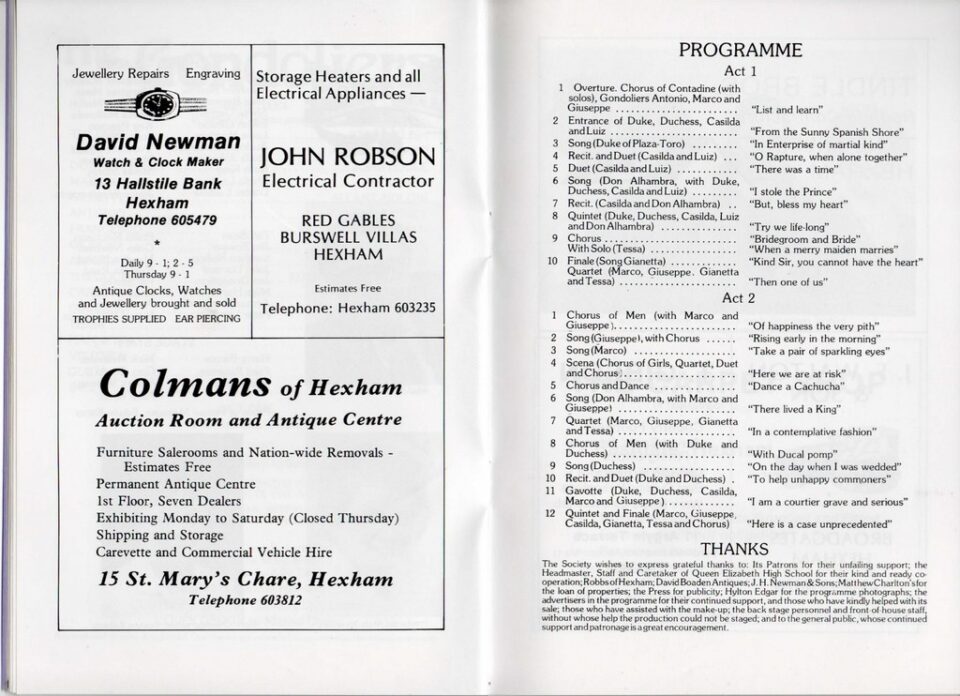 Jewellery Repairs Engraving
David Newman
Watch & Clock Maker
13 Hallstile Bank
Hexham
Telephone 605479
*
Daily 9 - 1; 2 - 5
Thursday 9 - 1
Antique Clocks, Watches
and Jewellery brought and sold
TROPHIES SUPPLIED EAR PIERCING
Storage Heaters and all
Electrical Appliances —
JOHN ROBSON
Electrical Contractor
RED GABLES
BURSWELL VILLAS
HEXHAM
Estimates Free
Telephone: Hexham 603235
Colmans of Hexham
Auction Room and Antique Centre
Furniture Salerooms and Nation-wide Removals -
Estimates Free
Permanent Antique Centre
1st Floor, Seven Dealers
Exhibiting Monday to Saturday (Closed Thursday)
Shipping and Storage
Carevette and Commercial Vehicle Hire
15 St. Mary's Chare, Hexham
Telephone 603812
PROGRAMME
Act 1
1 Overture. Chorus of Contadine (with
solos), Gondoliers Antonio, Marco and
Giuseppe ....................... "List and learn"
2 Entrance of Duke, Duchess, Casilda
and Luiz ....................... "From the Sunny Spanish Shore"
3 Song (Duke of Plaza-Toro) ......... "In Enterprise of martial kind"
4 Recit. and Duet (Casilda and Luiz) ... "O Rapture, when alone together"
5 Duet (Casilda and Luiz) ............ "There was a time"
6 Song (Don Alhambra, with Duke,
Duchess, Casilda and Luiz) ......... "I stole the Prince"
7 Recit. (Casilda and Don Alhambra) .. "But, bless my heart"
8 Quintet (Duke, Duchess, Casilda, Luiz
and Don Alhambra) ................ "Try we life-long"
9 Chorus ......................... "Bridegroom and Bride"
With Solo (Tessa) ................. "When a merry maiden marries"
10 Finale (Song Gianetta) ............. "Kind Sir, you cannot have the heart"
Quartet (Marco, Giuseppe. Gianetta
and Tessa) ....................... "Then one of us"
Act 2
1 Chorus of Men (with Marco and
Giuseppe)........................ "Of happiness the very pith"
2 Song (Giuseppe), with Chorus ...... "Rising early in the morning"
3 Song (Marco) ..................... "Take a pair of sparkling eyes"
4 Scena (Chorus of Girls, Quartet, Duet
and Chorus)...................... "Here we are at risk"
5 Chorus and Dance ................ "Dance a Cachucha"
6 Song (Don Alhambra, with Marco and
Giuseppe) ....................... "There lived a King"
7 Quartet (Marco, Giuseppe, Gianetta
and Tessa) ....................... "In a contemplative fashion"
8 Chorus of Men (with Duke and
Duchess) ........................ "With Ducal pomp"
9 Song (Duchess) .................. "On the day when I was wedded"
10 Recit. and Duet (Duke and Duchess) . "To help unhappy commoners"
11 Gavotte (Duke, Duchess, Casilda,
Marco and Giuseppe) ............. "I am a courtier grave and serious"
12 Quintet and Finale (Marco, Giuseppe,
Casilda, Gianetta, Tessa and Chorus) "Here is a case unprecedented"
THANKS
The Society wishes to express grateful thanks to: Its Patrons for their unfailing support; the
Headmaster, Staff and Caretaker of Queen Elizabeth High School for their kind and ready co-
operation; Robbs of Hexham; David Boaden Antiques; J. H. Newman & Sons; Matthew Charlton's for
the loan of properties; the Press for publicity; Hylton Edgar for the programme photographs; the
advertisers in the programme for their continued support, and those who have kindly helped with its
sale; those who have assisted with the make-up; the back stage personnel and front-of-house staff,
without whose help the production could not be staged; and to the general public, whose continued
support and patronage is a great encouragement.